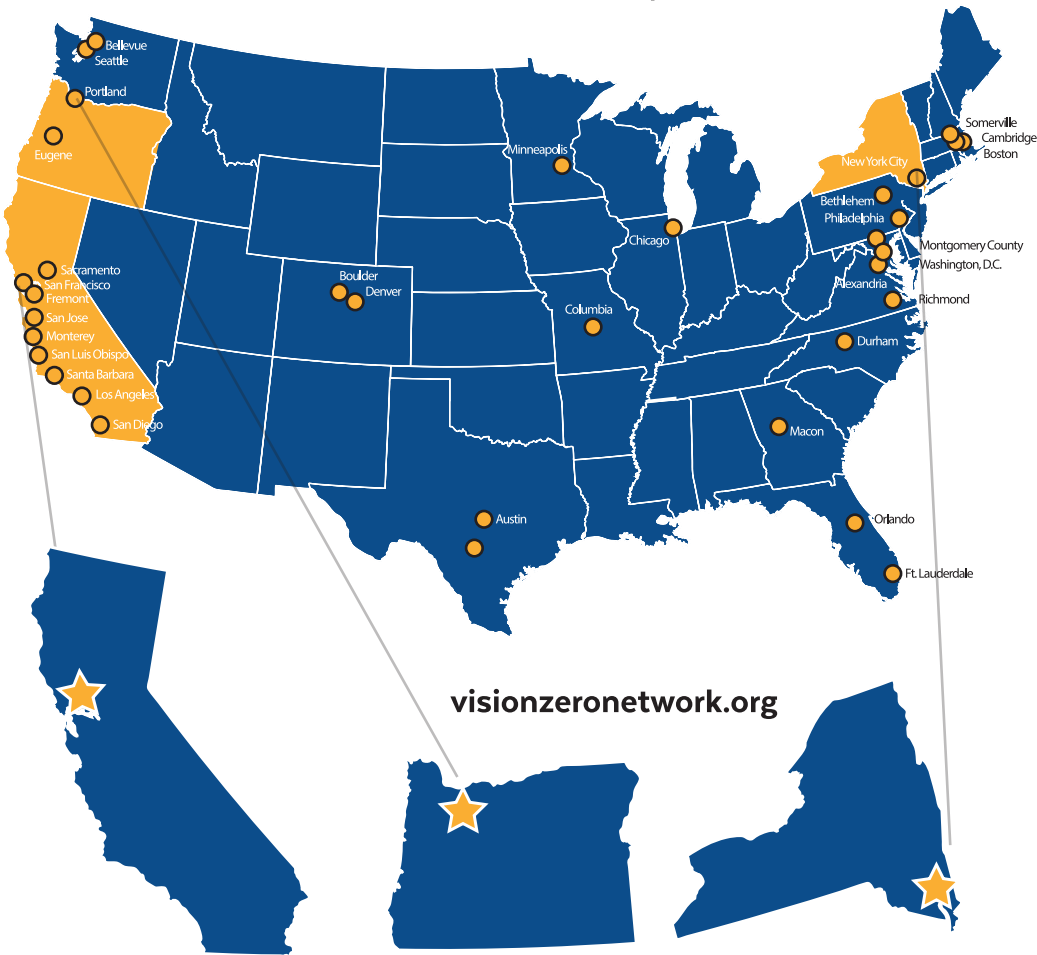 Bellevue
Seattle
Portland
Eugene
Minneapolis
Somerville
Cambridge
Boston
New York City
Bethlehem
Philadelphia
Chicago
Montgomery County
Washington, D.C.
Alexandria
Richmond
Sacramento
San Francisco
Fremont
San Jose
Monterey
San Luis Obispo
Santa Barbara
Los Angeles
San Diego
Boulder
Denver
Columbia
Durham
Macon
Austin
Orlando
Ft. Lauderdale
visionzeronetwork.org